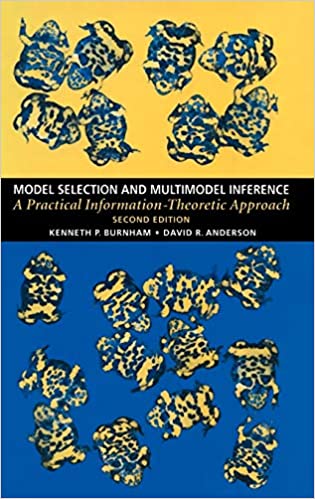 MODEL SELECTION AND MULTIMODEL INFERENCE
A Practical Information-Theoretic Approach
SECOND EDITION
KENNETH P. BURNHAM • DAVID R. ANDERSON